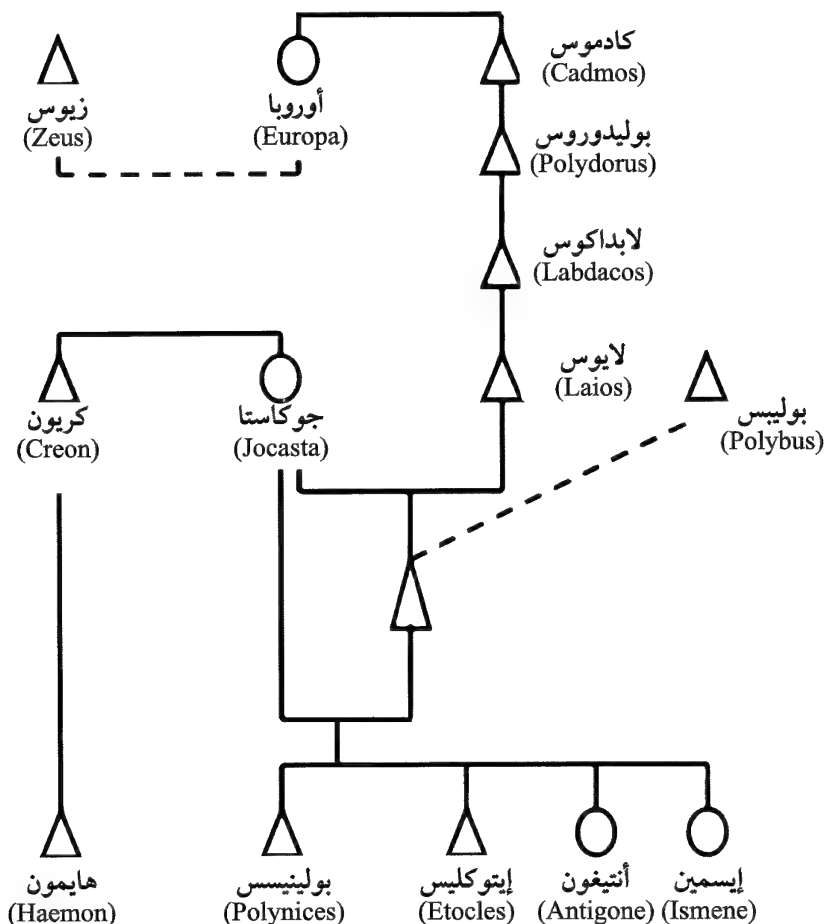 كادموس
(Cadmos)
زيوس
(Zeus)
أوروبا
(Europa)
بوليدوروس
(Polydorus)
لابداكوس
(Labdacos)
لايوس
(Laios)
بوليبس
(Polybus)
كريون
(Creon)
جوكاستا
(Jocasta)
هايمون
(Haemon)
بولينيسس
(Polynices)
إيتوكليس
(Etocles)
أنتيغون
(Antigone)
إيسمين
(Ismene)